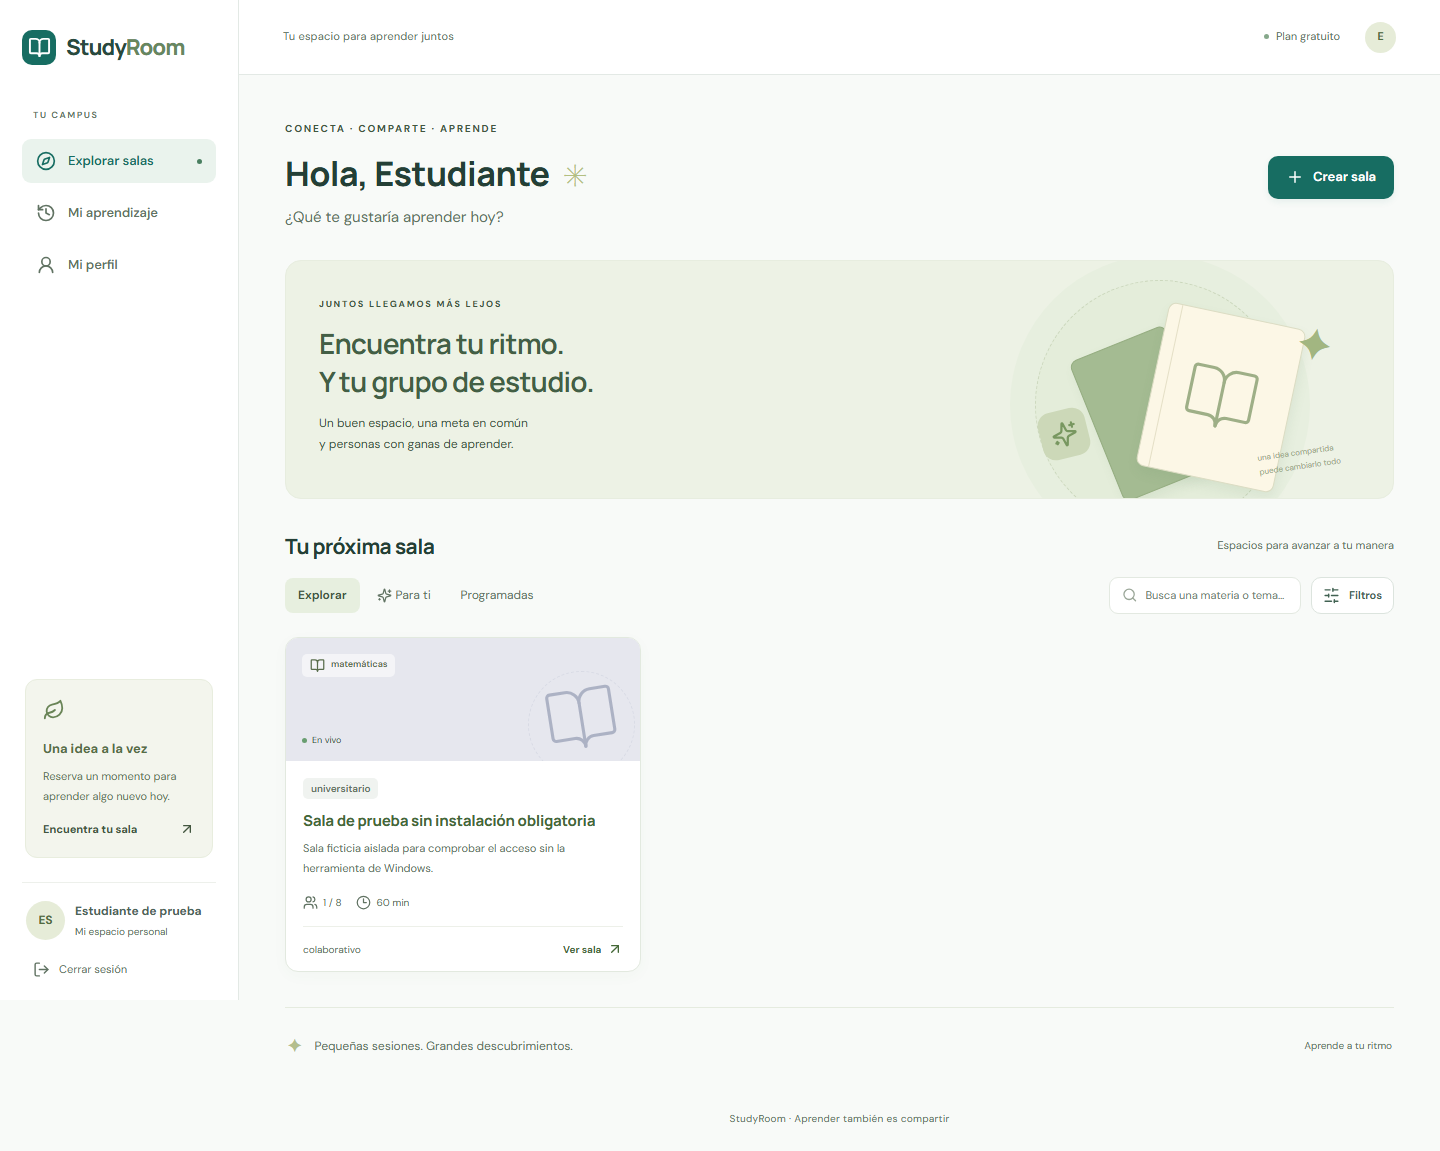 StudyRoom
TU CAMPUS
Explorar salas
Mi aprendizaje
Mi perfil
Una idea a la vez
Reserva un momento para
aprender algo nuevo hoy.
Encuentra tu sala
ES
Estudiante de prueba
Mi espacio personal
Cerrar sesión
Tu espacio para aprender juntos
Plan gratuito
E
CONECTA · COMPARTE · APRENDE
Hola, Estudiante
¿Qué te gustaría aprender hoy?
Crear sala
JUNTOS LLEGAMOS MÁS LEJOS
Encuentra tu ritmo.
Y tu grupo de estudio.
Un buen espacio, una meta en común
y personas con ganas de aprender.
una idea compartida
puede cambiarlo todo
Tu próxima sala
Espacios para avanzar a tu manera
Explorar
Para ti
Programadas
Busca una materia o tema...
Filtros
matemáticas
En vivo
universitario
Sala de prueba sin instalación obligatoria
Sala ficticia aislada para comprobar el acceso sin la
herramienta de Windows.
1 / 8
60 min
colaborativo
Ver sala
Pequeñas sesiones. Grandes descubrimientos.
Aprende a tu ritmo
StudyRoom · Aprender también es compartir